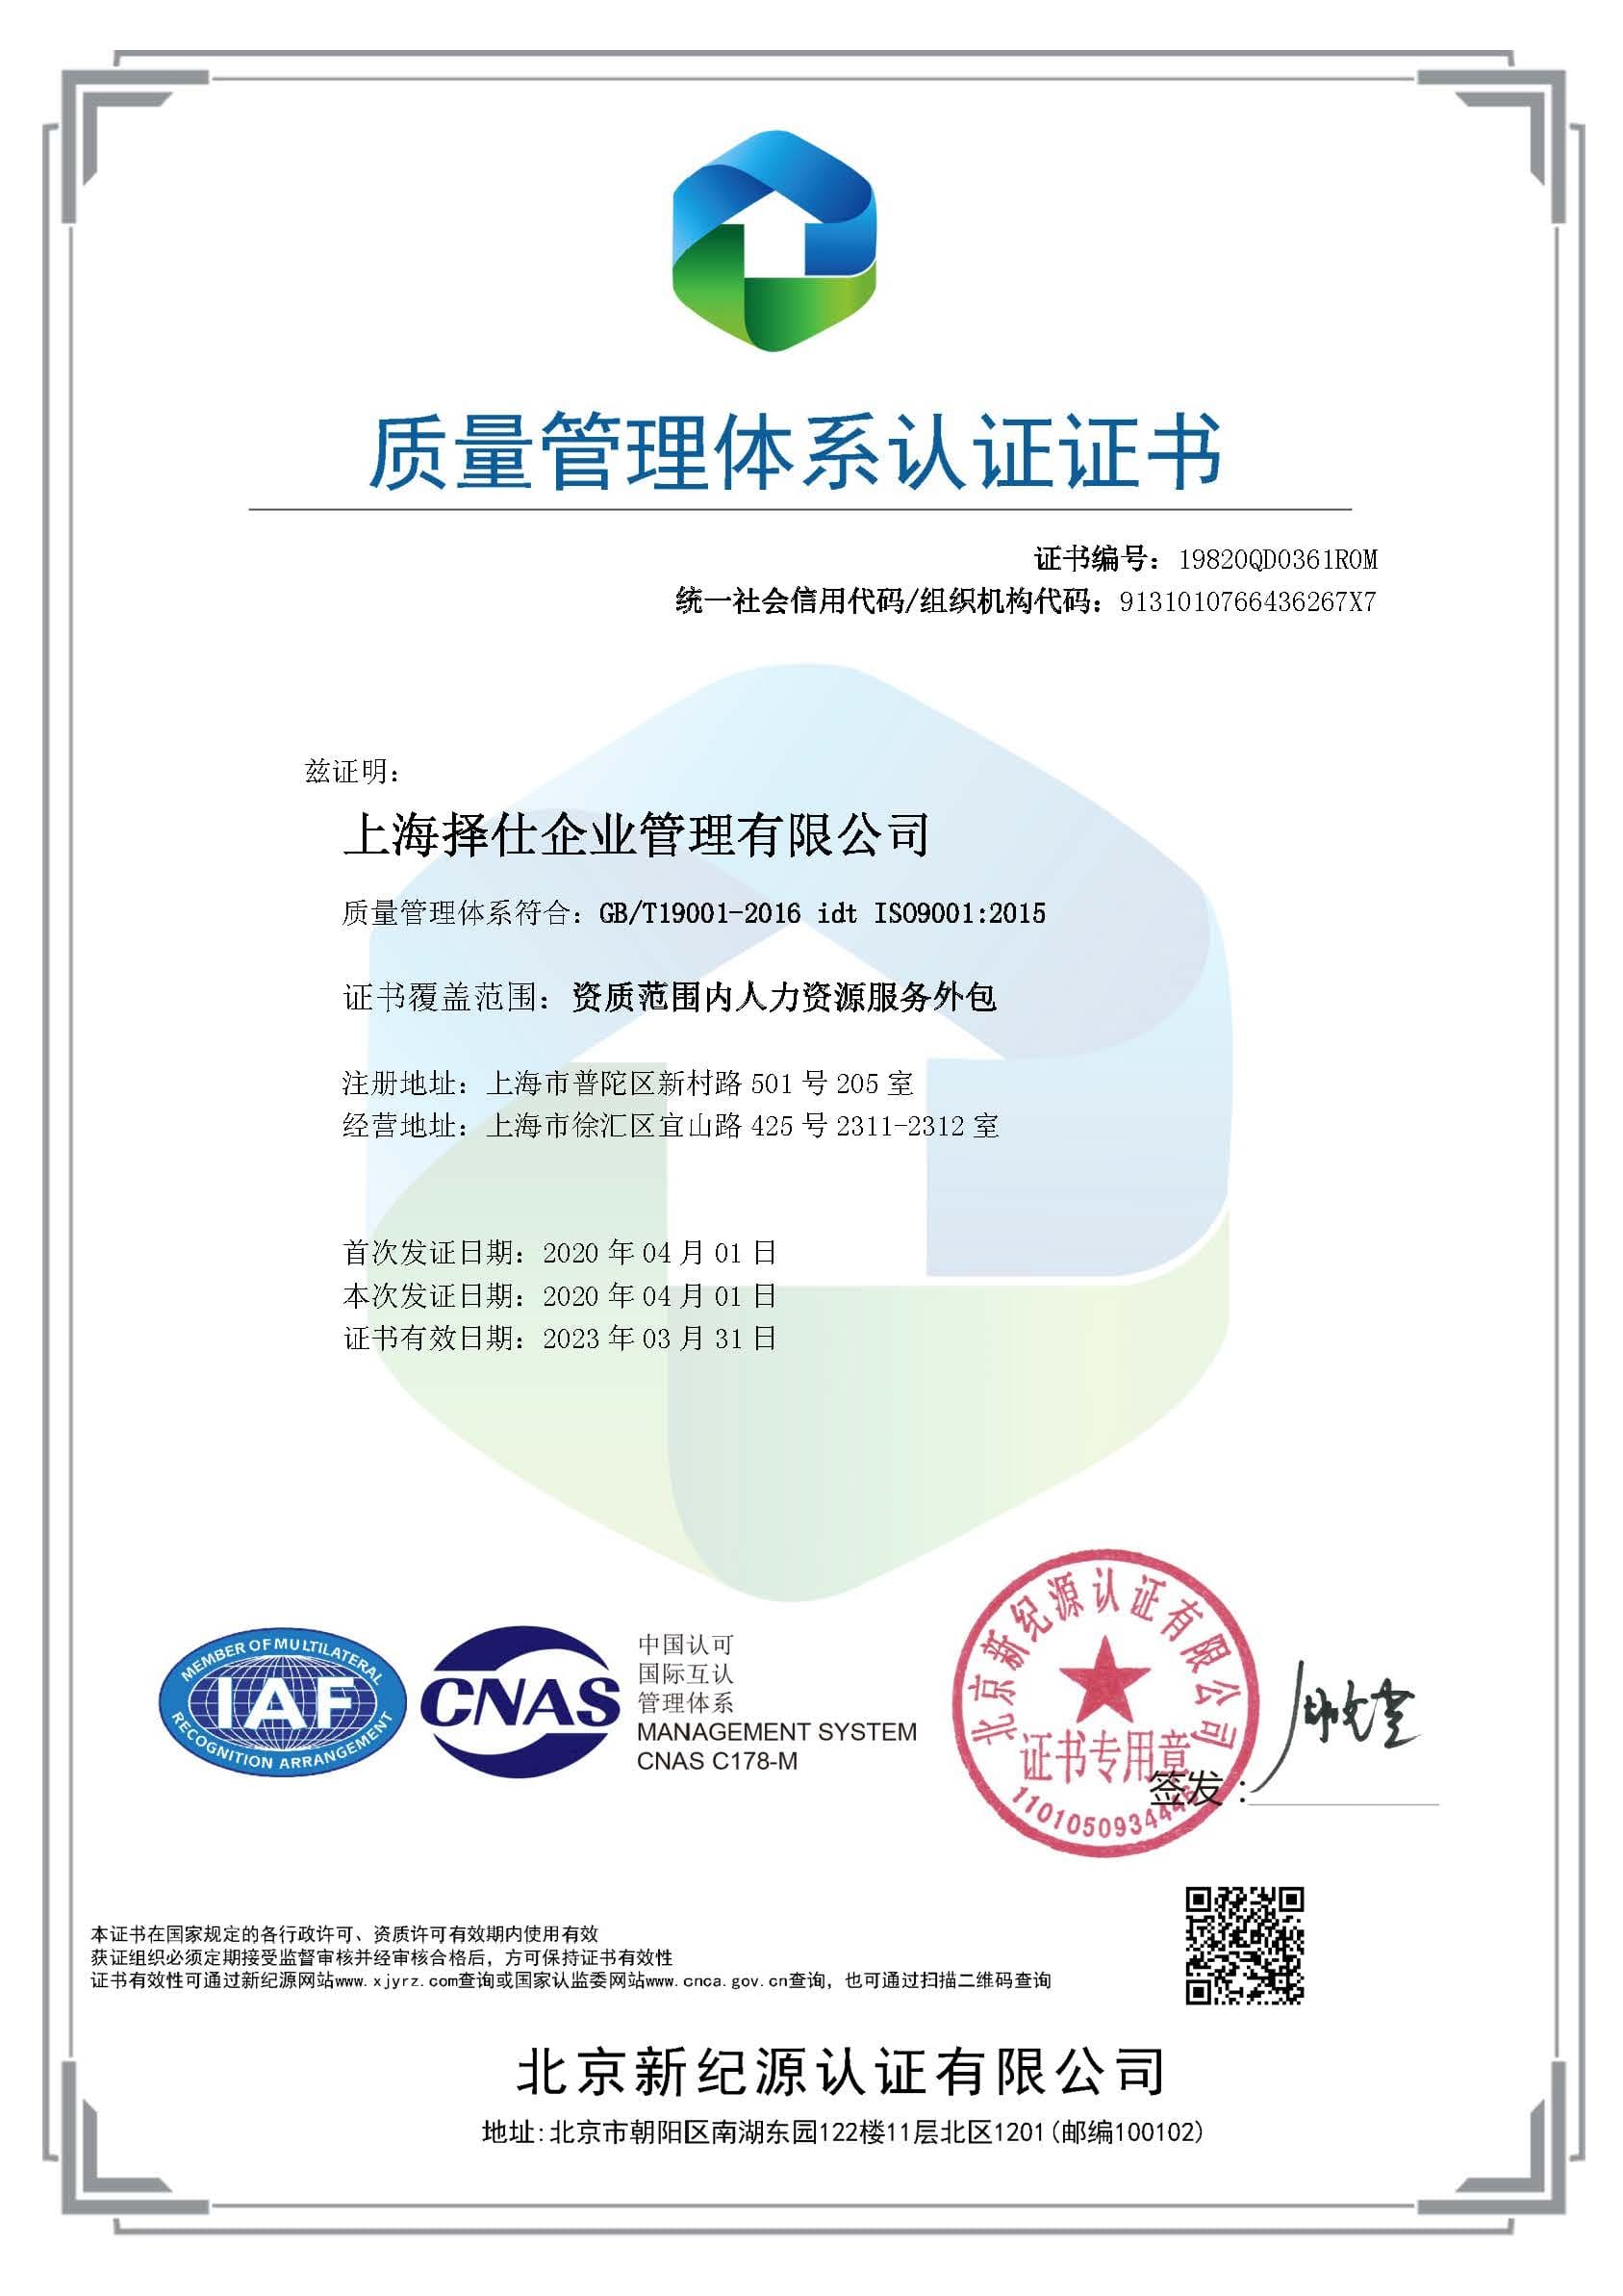 质量管理体系认证证书
证书编号：19820QD0361R0M
统一社会信用代码/组织机构代码：9131010766436267X7
兹证明：
上海择仕企业管理有限公司
质量管理体系符合：GB/T19001-2016 idt ISO9001:2015
证书覆盖范围：资质范围内人力资源服务外包
注册地址：上海市普陀区新村路 501 号 205 室
经营地址：上海市徐汇区宜山路 425 号 2311-2312 室
首次发证日期：2020 年 04 月 01 日
本次发证日期：2020 年 04 月 01 日
证书有效日期：2023 年 03 月 31 日
MEMBER OF MULTILATERAL
IAF
RECOGNITION ARRANGEMENT
CNAS
中国认可
国际互认
管理体系
MANAGEMENT SYSTEM
CNAS C178-M
北京新纪源认证有限公司
证书专用章
签发：
本证书在国家规定的各行政许可、资质许可有效期内使用有效
获证组织必须定期接受监督审核并经审核合格后，方可保持证书有效性
证书有效性可通过新纪源网站www.xjyrz.com查询或国家认监委网站www.cnca.gov.cn查询，也可通过扫描二维码查询
北京新纪源认证有限公司
地址:北京市朝阳区南湖东园122楼11层北区1201(邮编100102)